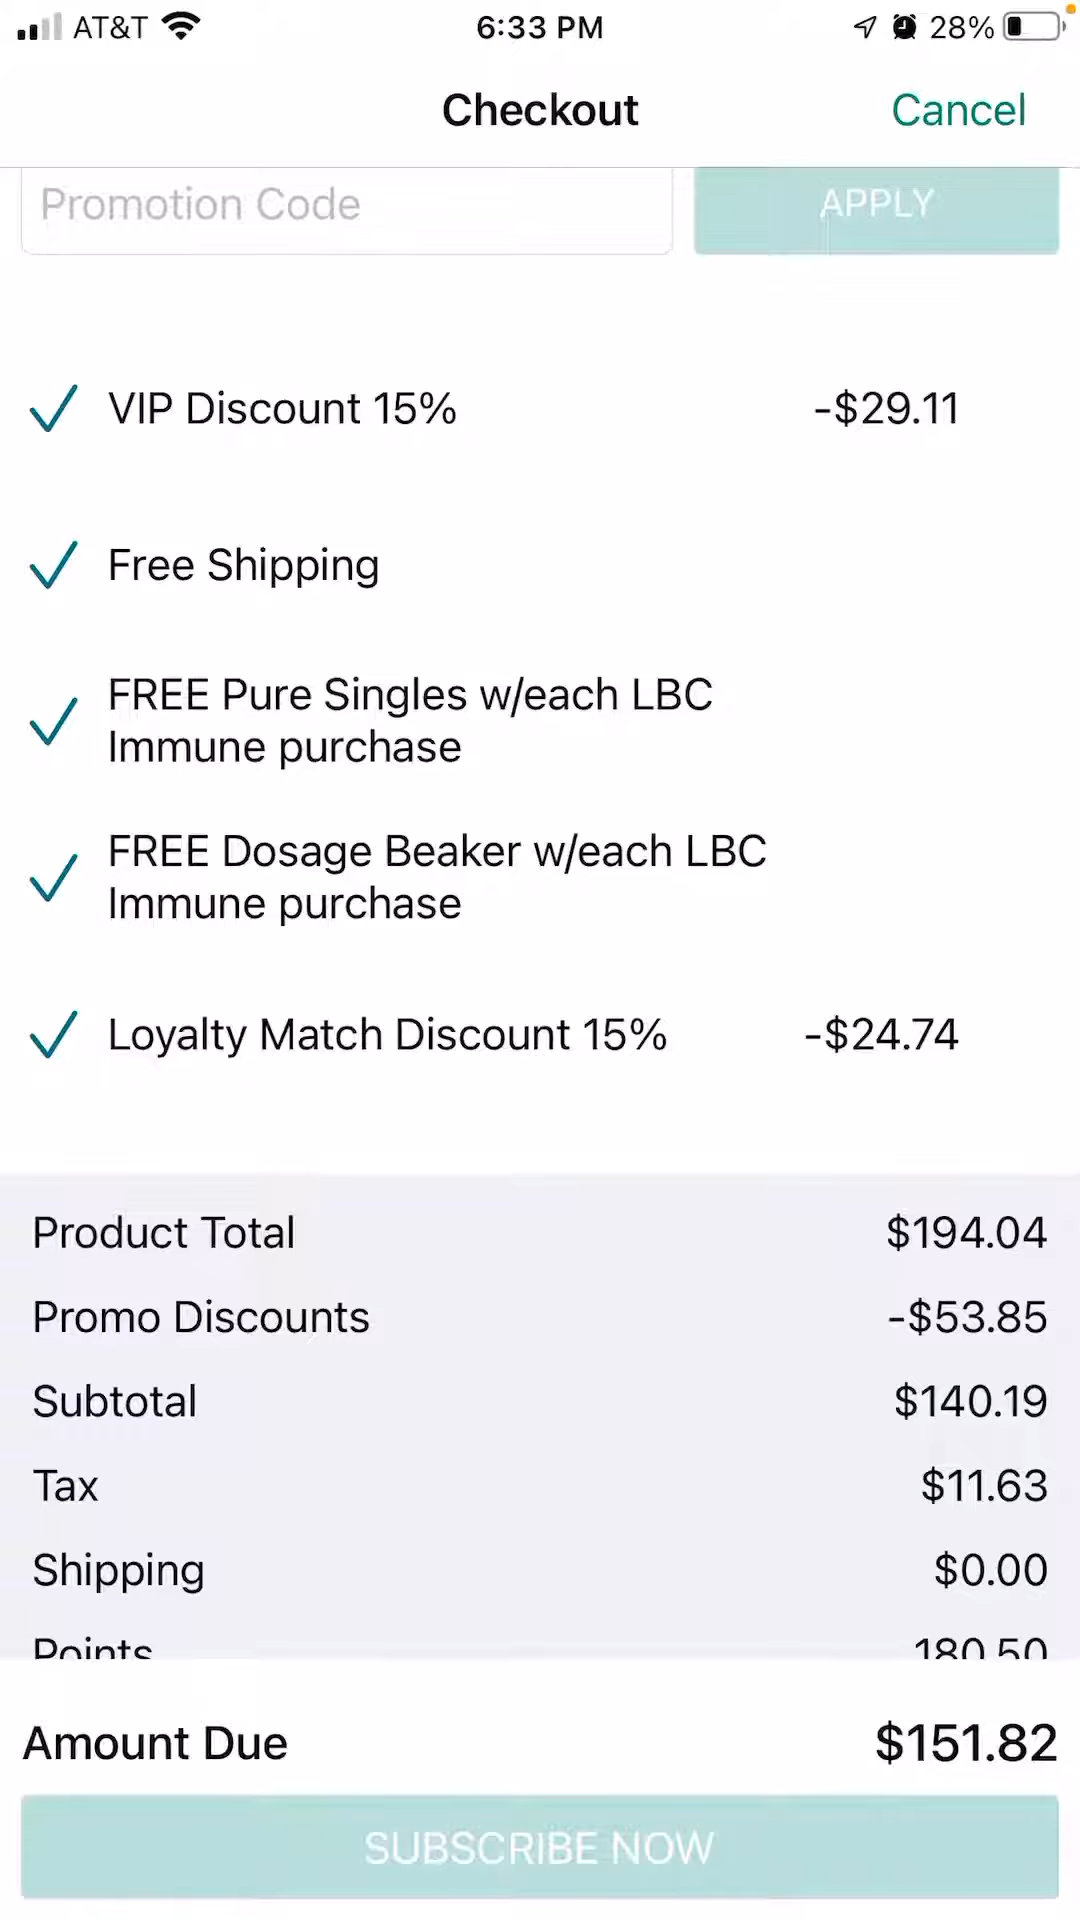 AT&T 6:33 PM 28%
Checkout Cancel
Promotion Code APPLY
VIP Discount 15% -$29.11
Free Shipping
FREE Pure Singles w/each LBC
Immune purchase
FREE Dosage Beaker w/each LBC
Immune purchase
Loyalty Match Discount 15% -$24.74
Product Total $194.04
Promo Discounts -$53.85
Subtotal $140.19
Tax $11.63
Shipping $0.00
Points 180.50
Amount Due $151.82
SUBSCRIBE NOW